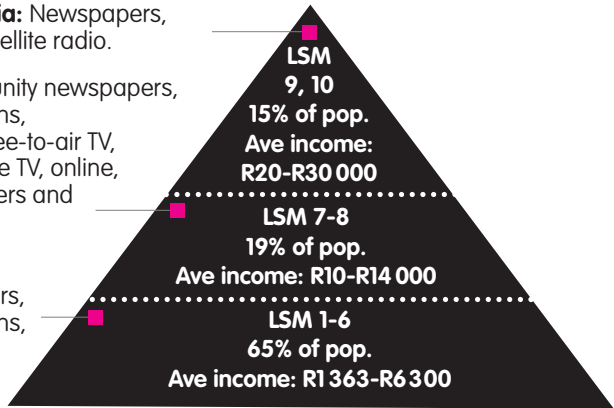 ia: Newspapers,
ellite radio.
LSM
9, 10
15% of pop.
Ave income:
R20-R30 000
unity newspapers,
ns,
ee-to-air TV,
e TV, online,
ers and
LSM 7-8
19% of pop.
Ave income: R10-R14 000
rs,
ns,
LSM 1-6
65% of pop.
Ave income: R1 363-R6 300